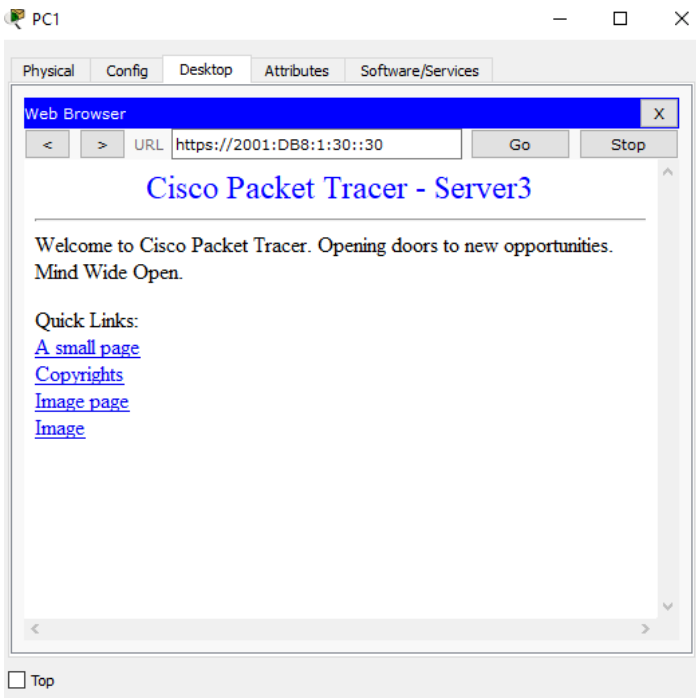 PC1
Physical Config Desktop Attributes Software/Services
Web Browser X
< > URL https://2001:DB8:1:30::30 Go Stop
Cisco Packet Tracer - Server3
Welcome to Cisco Packet Tracer. Opening doors to new opportunities.
Mind Wide Open.
Quick Links:
A small page
Copyrights
Image page
Image
Top